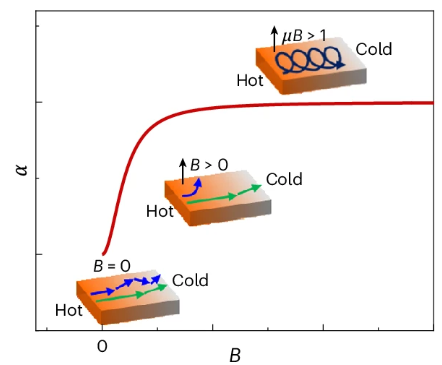 μB > 1
Cold
Hot
α
B > 0
Cold
Hot
B = 0
Cold
Hot
0
B